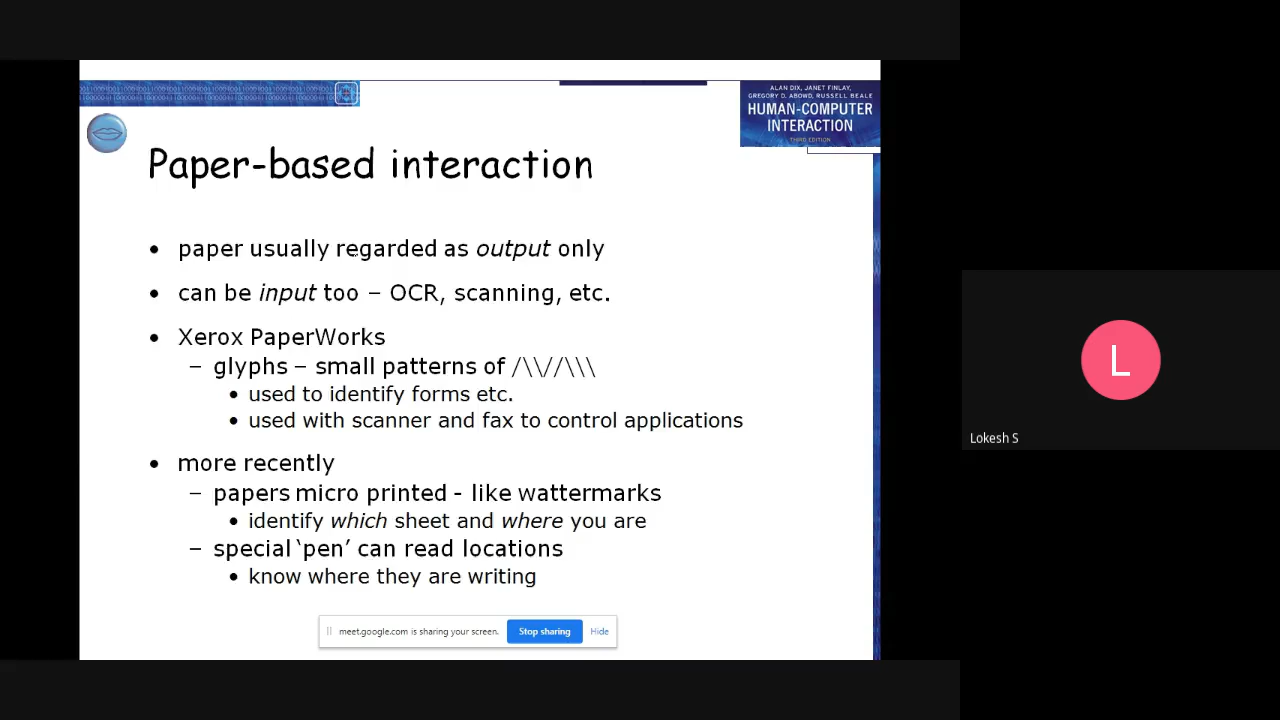 ALAN DIX, JANET FINLAY,
GREGORY D. ABOWD, RUSSELL BEALE
HUMAN-COMPUTER
INTERACTION
THIRD EDITION
Paper-based interaction
• paper usually regarded as output only
• can be input too – OCR, scanning, etc.
• Xerox PaperWorks
– glyphs – small patterns of /\\//\\\
• used to identify forms etc.
• used with scanner and fax to control applications
• more recently
– papers micro printed - like wattermarks
• identify which sheet and where you are
– special ‘pen’ can read locations
• know where they are writing
meet.google.com is sharing your screen. Stop sharing Hide
L
Lokesh S